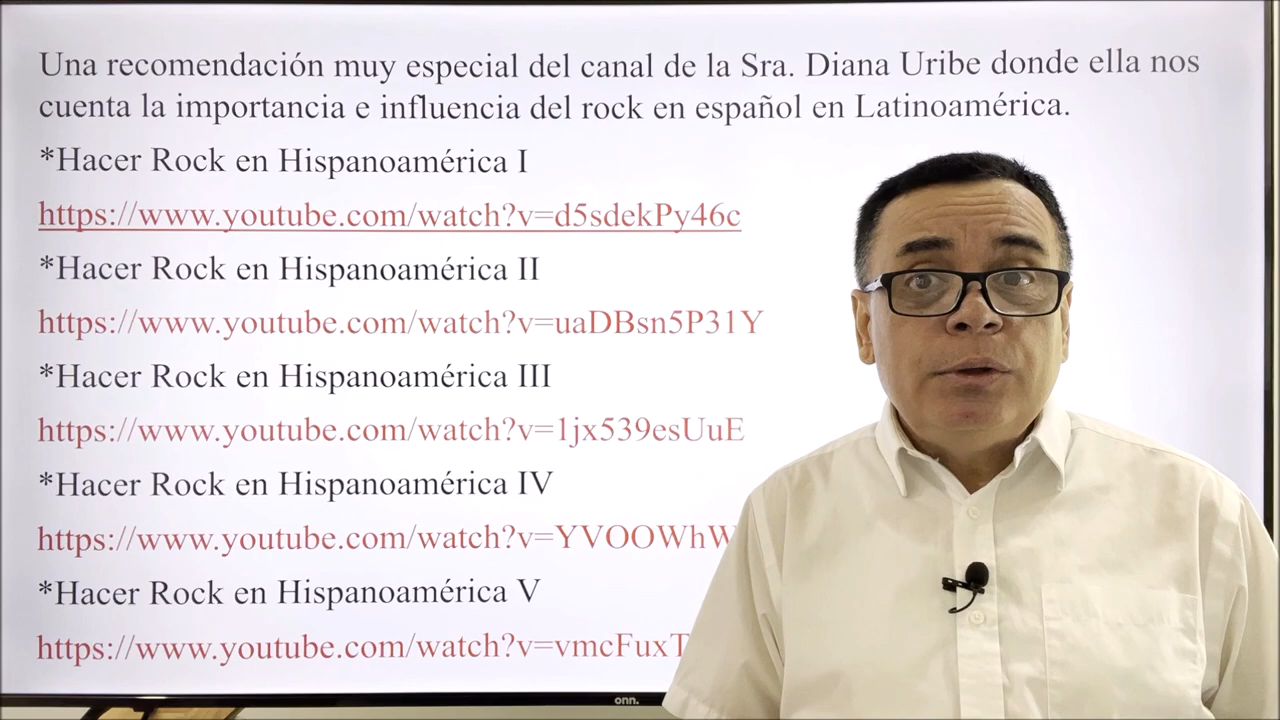 Una recomendación muy especial del canal de la Sra. Diana Uribe donde ella nos
cuenta la importancia e influencia del rock en español en Latinoamérica.
*Hacer Rock en Hispanoamérica I
https://www.youtube.com/watch?v=d5sdekPy46c
*Hacer Rock en Hispanoamérica II
https://www.youtube.com/watch?v=uaDBsn5P31Y
*Hacer Rock en Hispanoamérica III
https://www.youtube.com/watch?v=1jx539esUuE
*Hacer Rock en Hispanoamérica IV
https://www.youtube.com/watch?v=YVOOWhW
*Hacer Rock en Hispanoamérica V
https://www.youtube.com/watch?v=vmcFuxT
onn.